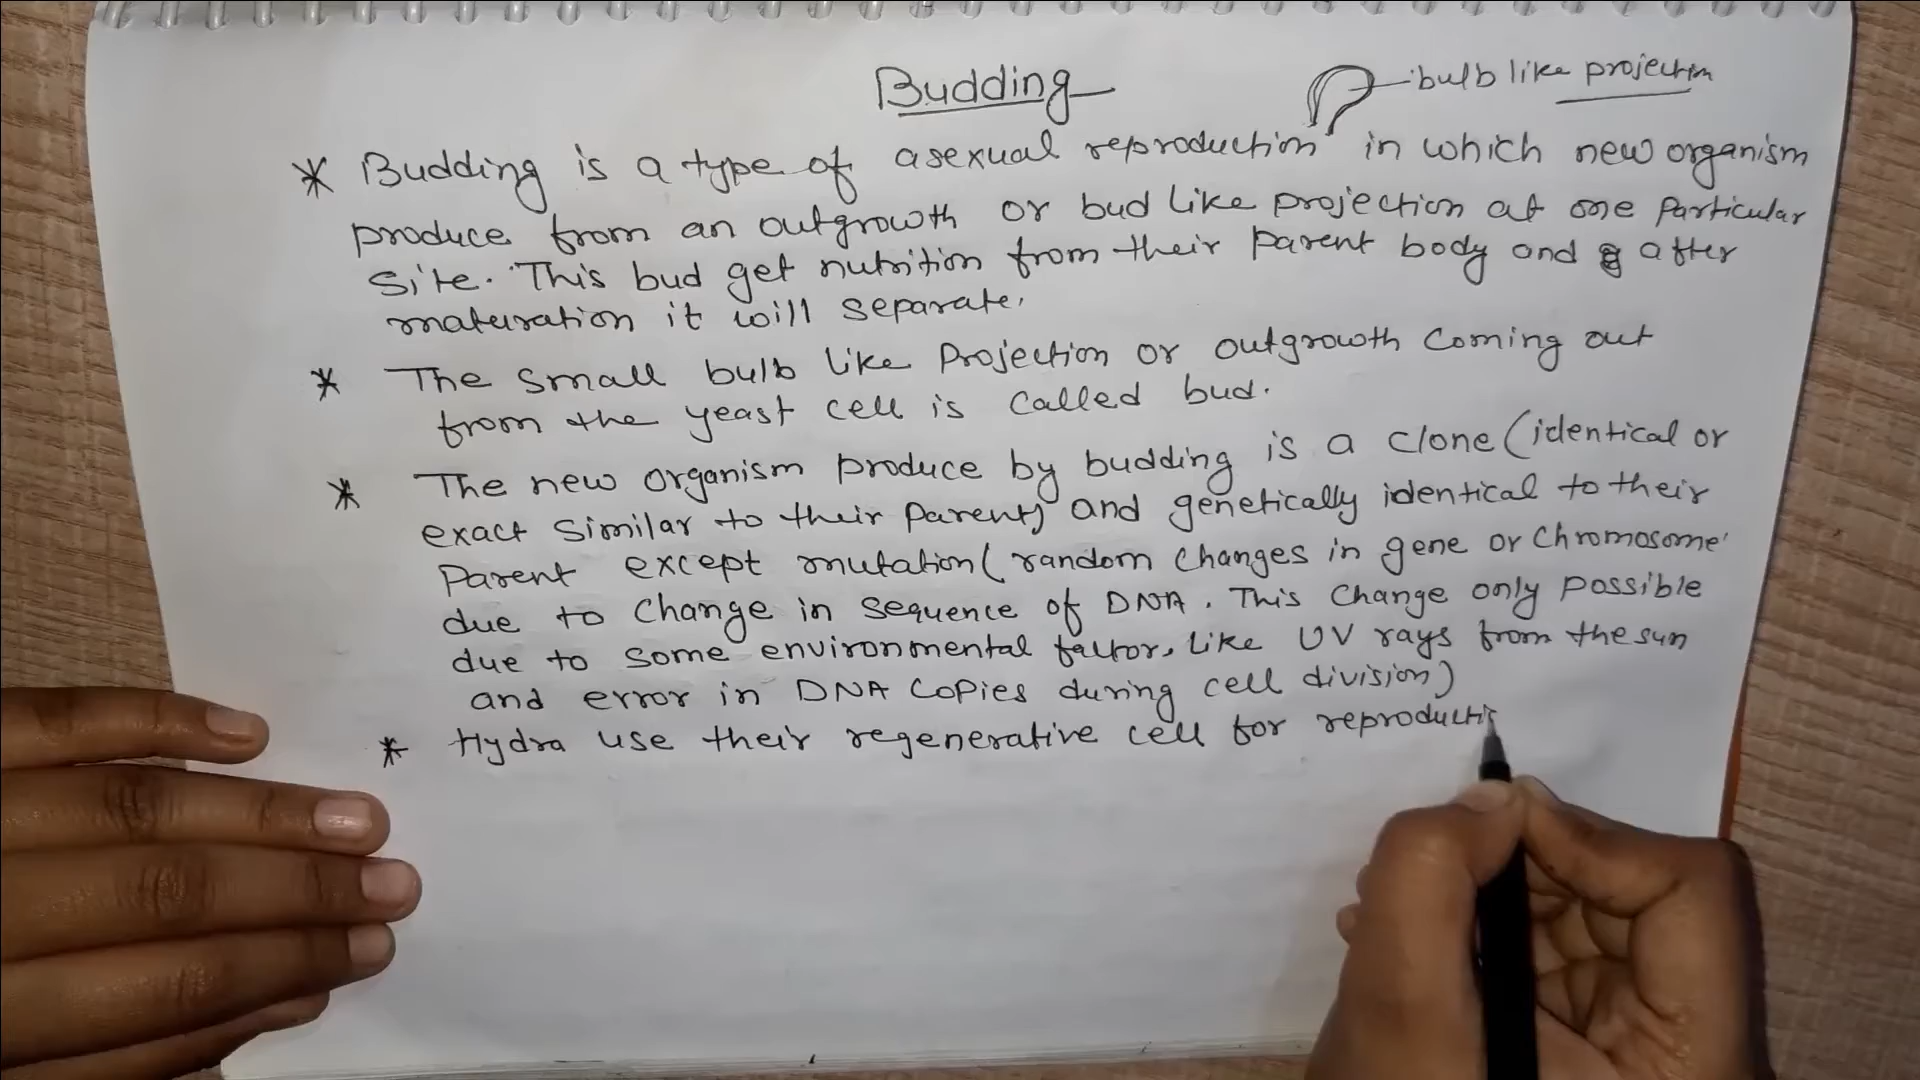 Budding
bulb like projection
* Budding is a type of asexual reproduction in which new organism
produce from an outgrowth or bud like projection at one particular
site. This bud get nutrition from their parent body and after
maturation it will separate.
* The small bulb like projection or outgrowth coming out
from the yeast cell is called bud.
* The new organism produce by budding is a clone (identical or
exact similar to their parent) and genetically identical to their
parent except mutation (random changes in gene or chromosome
due to change in sequence of DNA. This change only possible
due to some environmental factor, like UV rays from the sun
and error in DNA copies during cell division)
* Hydra use their regenerative cell for reproducti